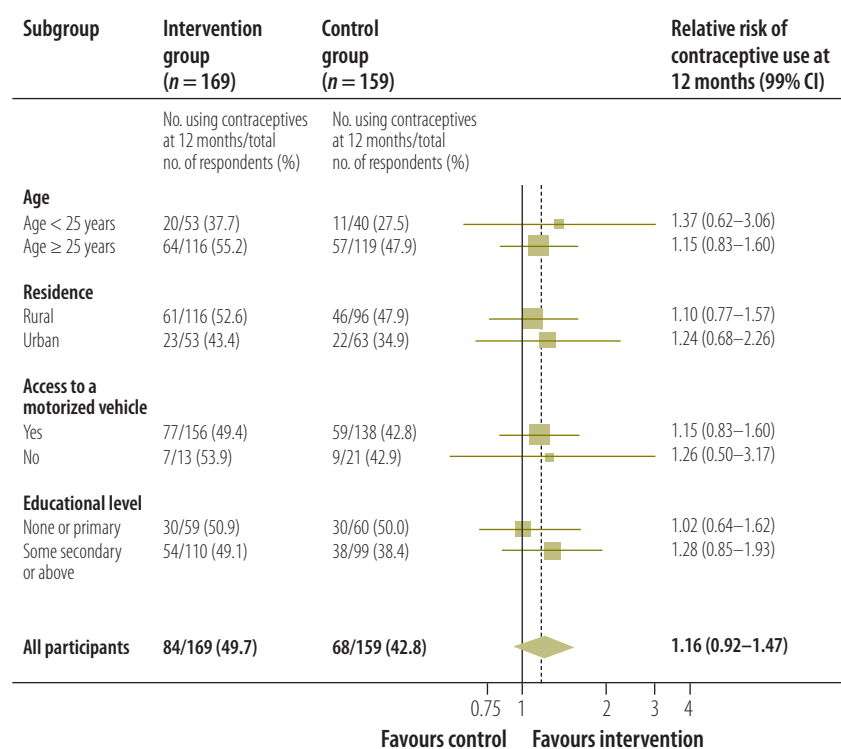 Subgroup Intervention group (n = 169) Control group (n = 159) Relative risk of contraceptive use at 12 months (99% CI)
No. using contraceptives at 12 months/total no. of respondents (%) No. using contraceptives at 12 months/total no. of respondents (%)
Age
Age < 25 years 20/53 (37.7) 11/40 (27.5) 1.37 (0.62–3.06)
Age ≥ 25 years 64/116 (55.2) 57/119 (47.9) 1.15 (0.83–1.60)
Residence
Rural 61/116 (52.6) 46/96 (47.9) 1.10 (0.77–1.57)
Urban 23/53 (43.4) 22/63 (34.9) 1.24 (0.68–2.26)
Access to a
motorized vehicle
Yes 77/156 (49.4) 59/138 (42.8) 1.15 (0.83–1.60)
No 7/13 (53.9) 9/21 (42.9) 1.26 (0.50–3.17)
Educational level
None or primary 30/59 (50.9) 30/60 (50.0) 1.02 (0.64–1.62)
Some secondary 54/110 (49.1) 38/99 (38.4) 1.28 (0.85–1.93)
or above
All participants 84/169 (49.7) 68/159 (42.8) 1.16 (0.92–1.47)
0.75 1 2 3 4
Favours control Favours intervention